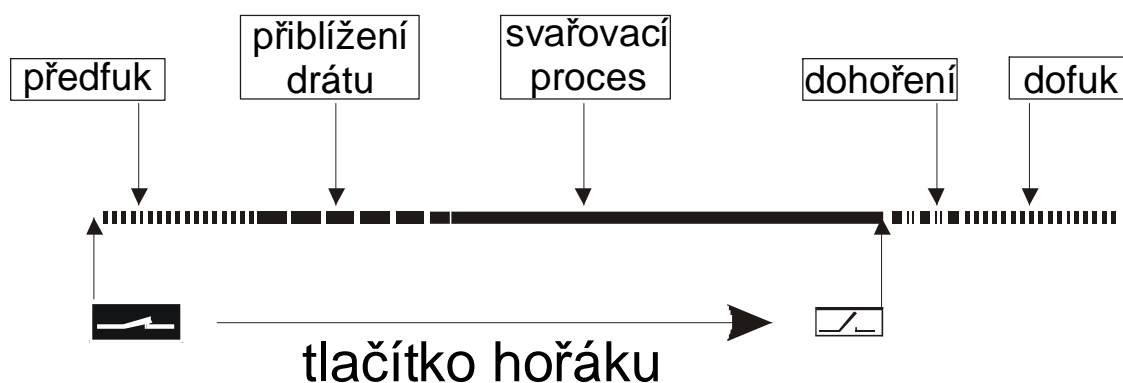 předfuk
přiblížení
drátu
svařovací
proces
dohoření
dofuk
tlačítko hořáku